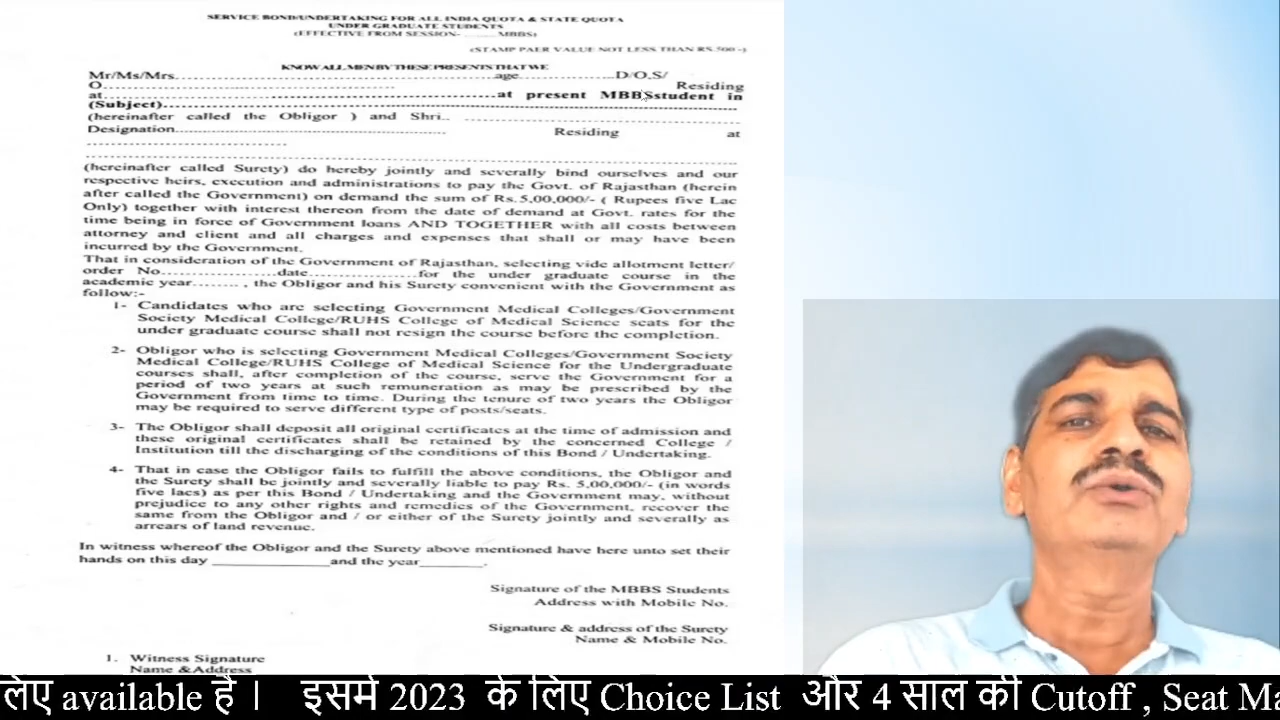 SERVICE BOND/UNDERTAKING FOR ALL INDIA QUOTA & STATE QUOTA
UNDER GRADUATE STUDENTS
(EFFECTIVE FROM SESSION- ........ MBBS)
(STAMP PAER VALUE NOT LESS THAN RS.500 -)
KNOW ALL MEN BY THESE PRESENTS THAT WE
Mr/Ms/Mrs.....................................................age................D/O,S/
O.................................................. Residing
at..................................................at present MBBSstudent in
(Subject)..................................................
(hereinafter called the Obligor ) and Shri.. ..................................
Designation........................................ Residing at
........................................
..................................................
(hereinafter called Surety) do hereby jointly and severally bind ourselves and our
respective heirs, execution and administrations to pay the Govt. of Rajasthan (herein
after called the Government) on demand the sum of Rs.5,00,000/- ( Rupees five Lac
Only) together with interest thereon from the date of demand at Govt. rates for the
time being in force of Government loans AND TOGETHER with all costs between
attorney and client and all charges and expenses that shall or may have been
incurred by the Government.
That in consideration of the Government of Rajasthan, selecting vide allotment letter/
order No.....................date....................for the under graduate course in the
academic year........ , the Obligor and his Surety convenient with the Government as
follow:-
1- Candidates who are selecting Government Medical Colleges/Government
Society Medical College/RUHS College of Medical Science seats for the
under graduate course shall not resign the course before the completion.
2- Obligor who is selecting Government Medical Colleges/Government Society
Medical College/RUHS College of Medical Science for the Undergraduate
courses shall, after completion of the course, serve the Government for a
period of two years at such remuneration as may be prescribed by the
Government from time to time. During the tenure of two years the Obligor
may be required to serve different type of posts/seats.
3- The Obligor shall deposit all original certificates at the time of admission and
these original certificates shall be retained by the concerned College /
Institution till the discharging of the conditions of this Bond / Undertaking.
4- That in case the Obligor fails to fulfill the above conditions, the Obligor and
the Surety shall be jointly and severally liable to pay Rs. 5,00,000/- (in words
five lacs) as per this Bond / Undertaking and the Government may, without
prejudice to any other rights and remedies of the Government, recover the
same from the Obligor and / or either of the Surety jointly and severally as
arrears of land revenue.
In witness whereof the Obligor and the Surety above mentioned have here unto set their
hands on this day ______________and the year________.
Signature of the MBBS Students
Address with Mobile No.
Signature & address of the Surety
Name & Mobile No.
1. Witness Signature
Name &Address
लिए available है । इसमें 2023 के लिए Choice List और 4 साल की Cutoff , Seat Ma